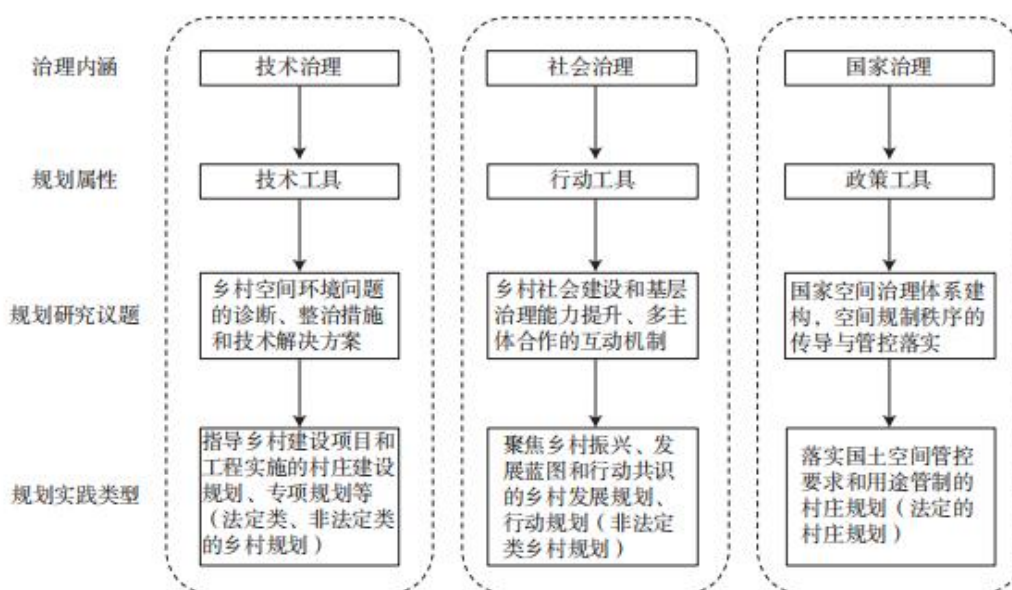 治理内涵
技术治理
社会治理
国家治理
规划属性
技术工具
行动工具
政策工具
规划研究议题
乡村空间环境问题
的诊断、整治措施
和技术解决方案
乡村社会建设和基层
治理能力提升、多主
体合作的互动机制
国家空间治理体系建
构，空间规制秩序的
传导与管控落实
规划实践类型
指导乡村建设项目和
工程实施的村庄建设
规划、专项规划等
（法定类、非法定类
的乡村规划）
聚焦乡村振兴、发
展蓝图和行动共识
的乡村发展规划、
行动规划（非法定
类乡村规划）
落实国土空间管控
要求和用途管制的
村庄规划（法定的
村庄规划）